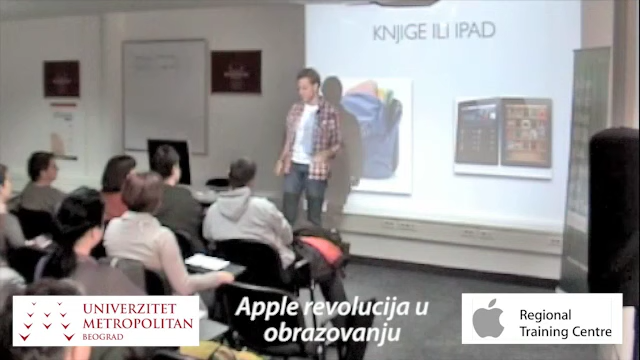 KNJIGE ILI IPAD
UNIVERZITET
METROPOLITAN
BEOGRAD
Apple revolucija u
obrazovanju
Regional
Training Centre